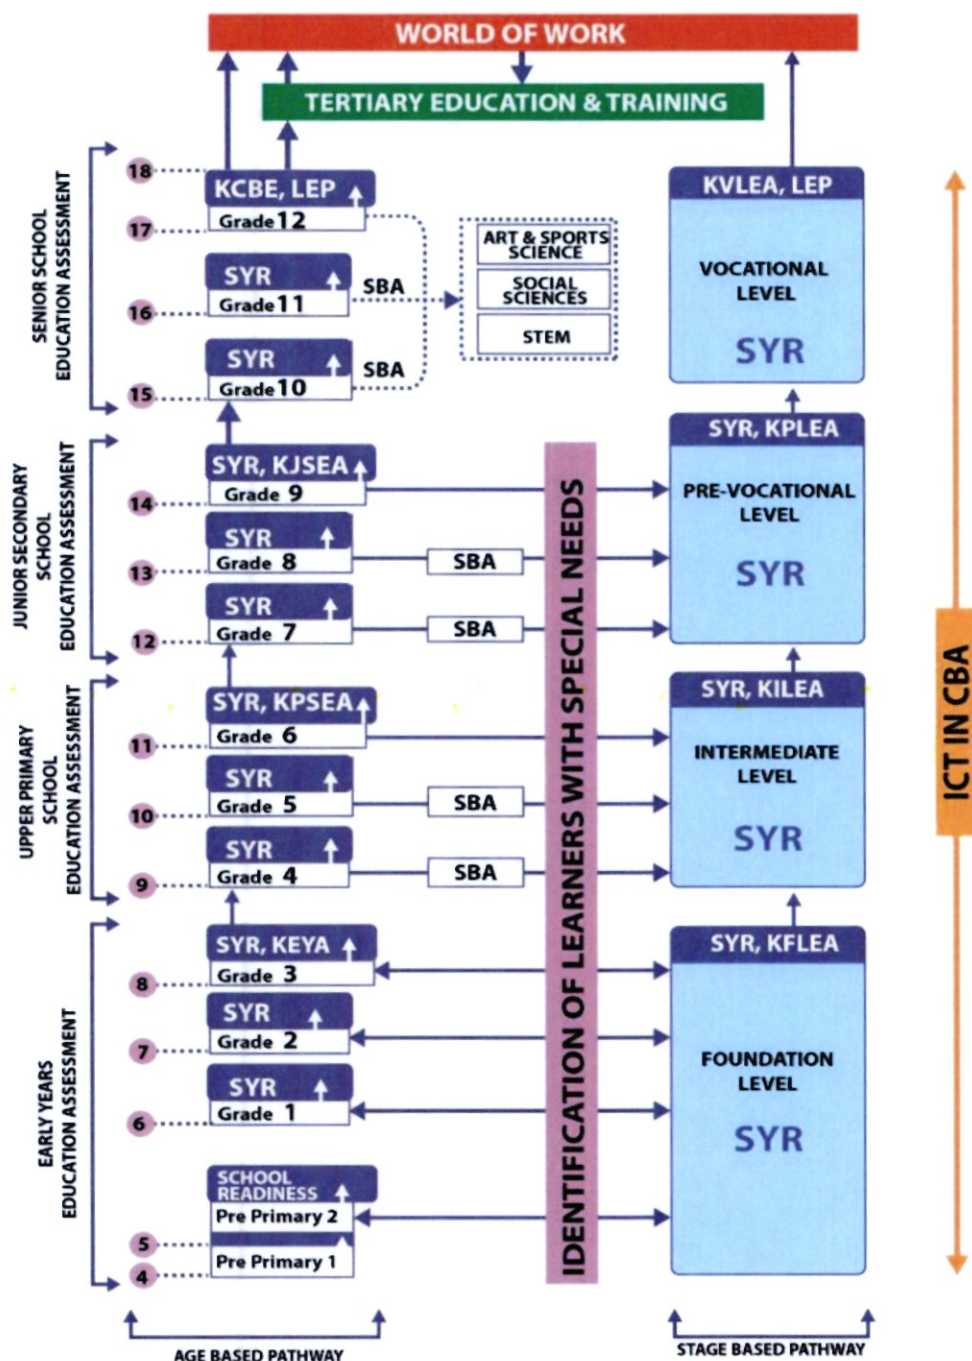 WORLD OF WORK
TERTIARY EDUCATION & TRAINING
SENIOR SCHOOL
EDUCATION ASSESSMENT
18
KCBE, LEP
Grade 12
17
SYR
Grade 11
16
SBA
SYR
Grade 10
15
SBA
ART & SPORTS
SCIENCE
SOCIAL
SCIENCES
STEM
KVLEA, LEP
VOCATIONAL
LEVEL
SYR
JUNIOR SECONDARY
SCHOOL
EDUCATION ASSESSMENT
SYR, KJSEA
Grade 9
14
SYR
Grade 8
13
SBA
SYR
Grade 7
12
SBA
SYR, KPLEA
PRE-VOCATIONAL
LEVEL
SYR
UPPER PRIMARY
SCHOOL
EDUCATION ASSESSMENT
SYR, KPSEA
Grade 6
11
SYR
Grade 5
10
SBA
SYR
Grade 4
9
SBA
SYR, KILEA
INTERMEDIATE
LEVEL
SYR
EARLY YEARS
EDUCATION ASSESSMENT
SYR, KEYA
Grade 3
8
SYR
Grade 2
7
SYR
Grade 1
6
SCHOOL
READINESS
Pre Primary 2
5
Pre Primary 1
4
SYR, KFLEA
FOUNDATION
LEVEL
SYR
IDENTIFICATION OF LEARNERS WITH SPECIAL NEEDS
ICT IN CBA
AGE BASED PATHWAY
STAGE BASED PATHWAY